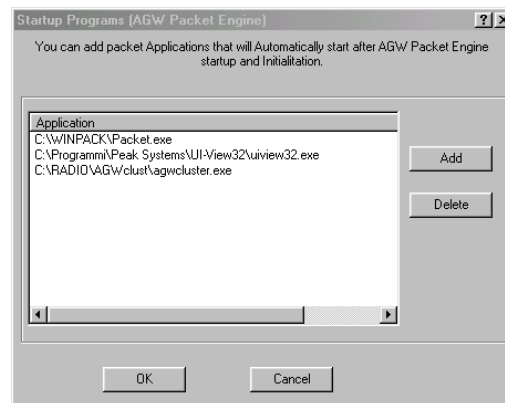 Startup Programs (AGW Packet Engine)
You can add packet Applications that will Automatically start after AGW Packet Engine
startup and Initialitation.
Application
C:\WINPACK\Packet.exe
C:\Programmi\Peak Systems\UI-View32\uiview32.exe
C:\RADIO\AGWclust\agwcluster.exe
Add
Delete
OK
Cancel